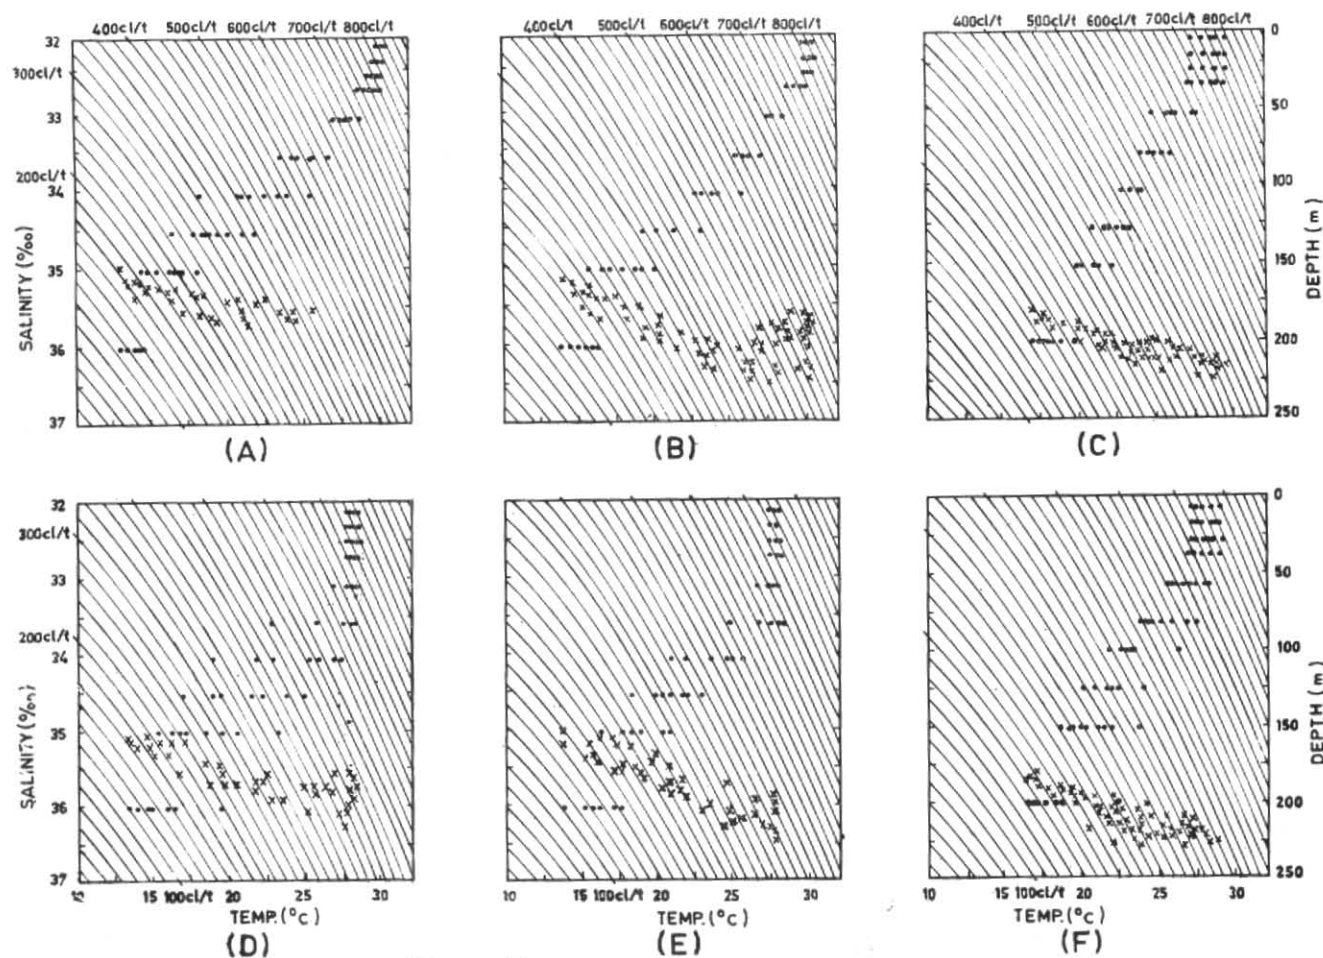 400cl/t 500cl/t 600cl/t 700cl/t 800cl/t
400cl/t 500cl/t 600cl/t 700cl/t 800cl/t
400cl/t 500cl/t 600cl/t 700cl/t 800cl/t
32
300cl/t
33
200cl/t
34
35
36
37
SALINITY (‰)
0
50
100
150
200
250
DEPTH (m)
(A)
(B)
(C)
32
300cl/t
33
200cl/t
34
35
36
37
SALINITY (‰)
0
50
100
150
200
250
DEPTH (m)
10 15 100cl/t 20 25 30
10 15 100cl/t 20 25 30
10 15 100cl/t 20 25 30
TEMP.(°C)
TEMP.(°C)
TEMP.(°C)
(D)
(E)
(F)